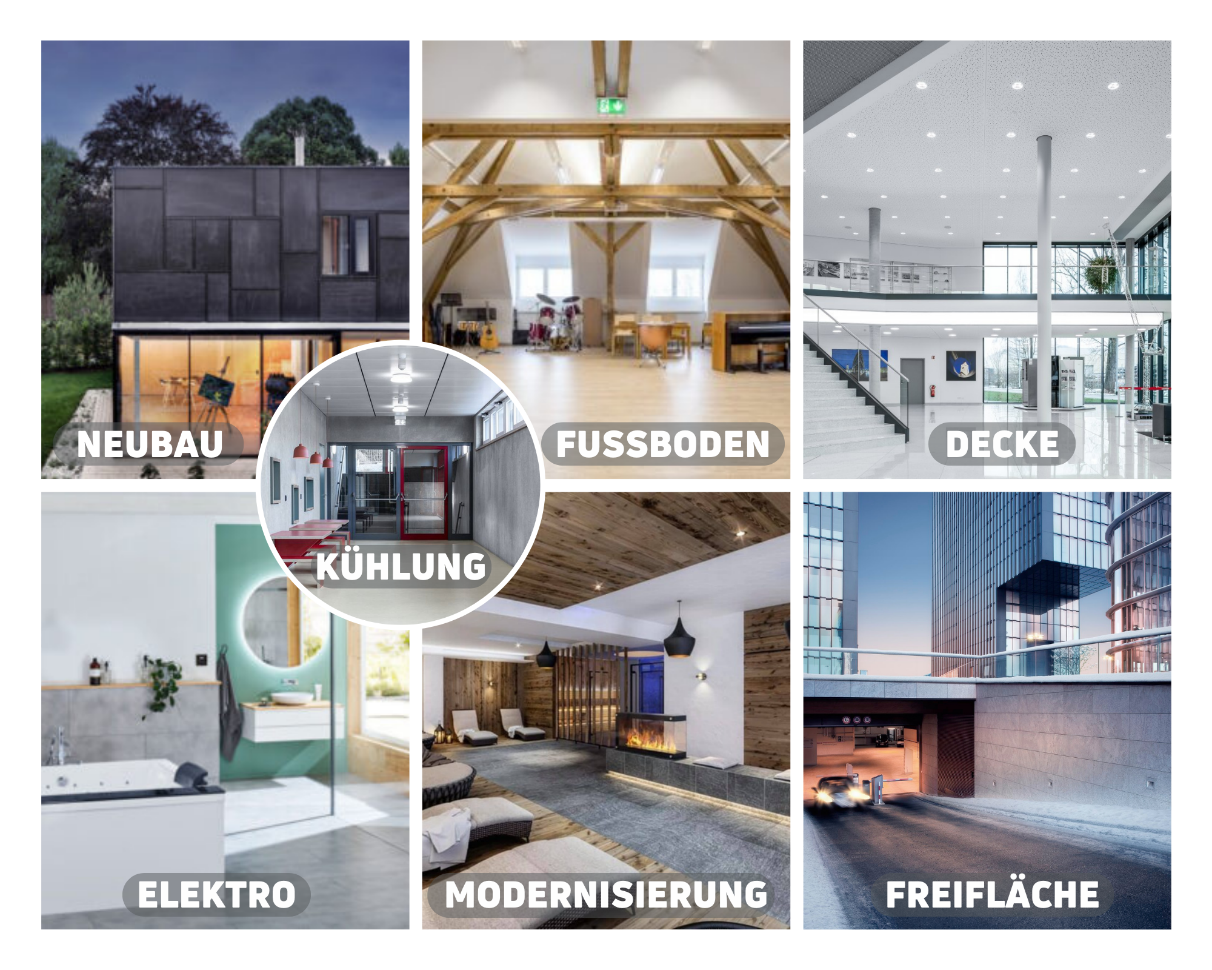 NEUBAU
FUSSBODEN
DECKE
KÜHLUNG
ELEKTRO
MODERNISIERUNG
FREIFLÄCHE